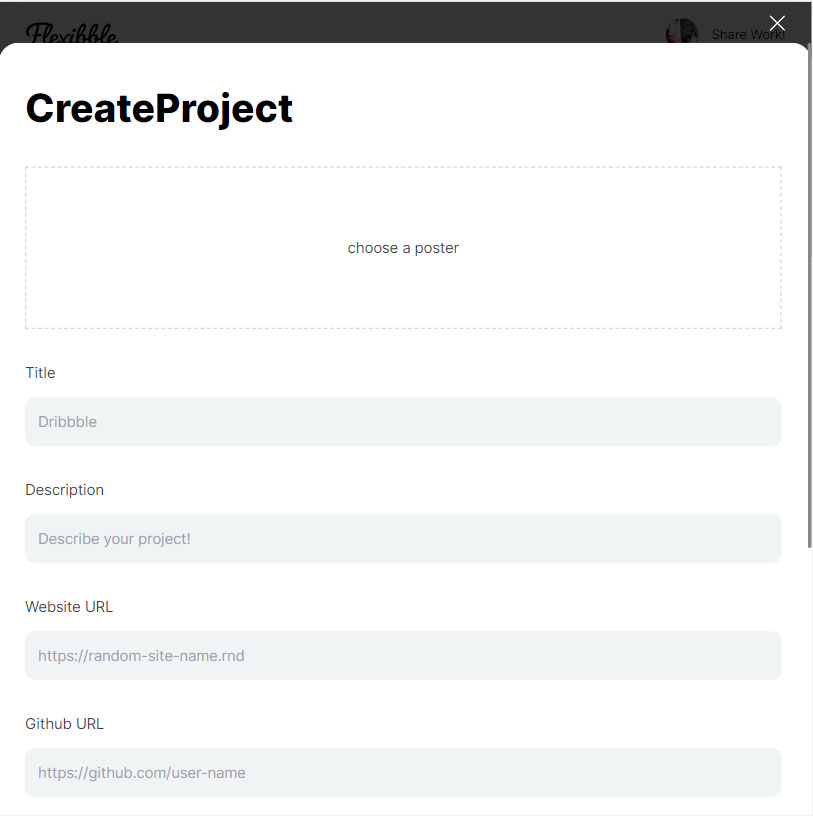 Flexibble
Share Work!
CreateProject
choose a poster
Title
Dribbble
Description
Describe your project!
Website URL
https://random-site-name.rnd
Github URL
https://github.com/user-name